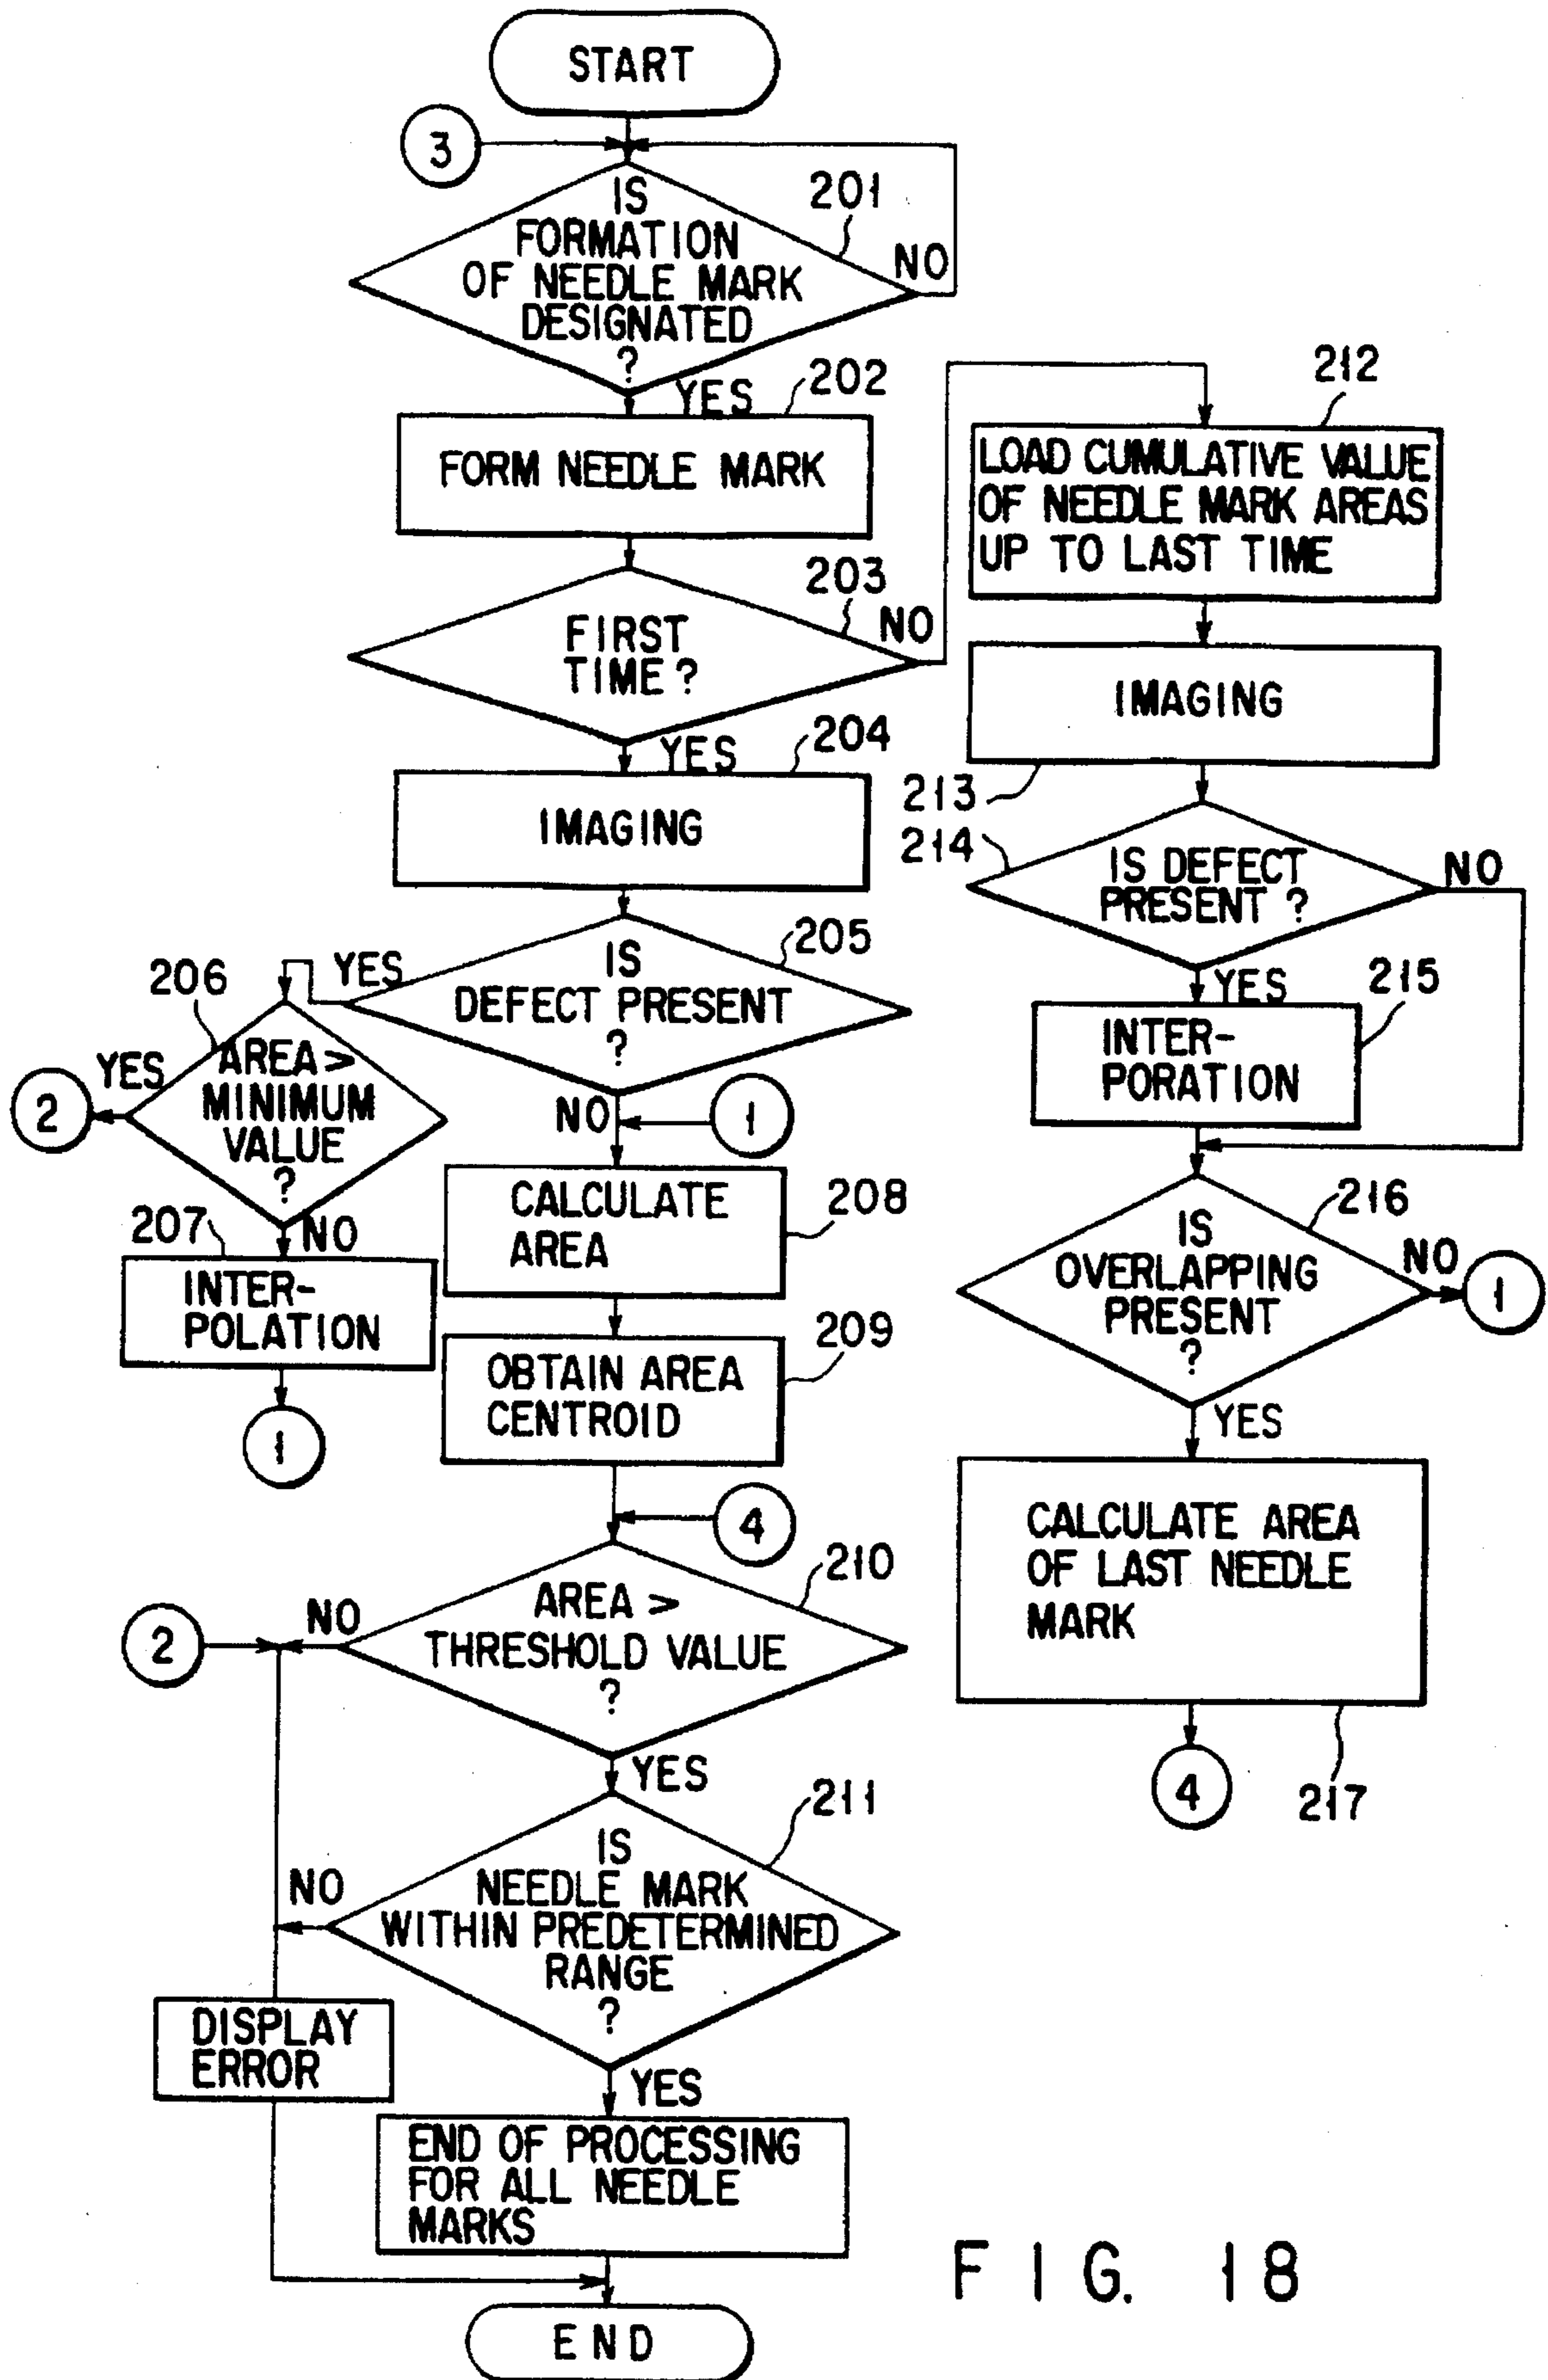 START
3
IS
FORMATION
OF NEEDLE MARK
DESIGNATED
?
201
NO
YES
202
FORM NEEDLE MARK
203
FIRST
TIME?
NO
YES
204
IMAGING
205
IS
DEFECT PRESENT
?
YES
206
AREA >
MINIMUM
VALUE
?
YES
2
NO
207
INTER-
POLATION
1
NO
1
CALCULATE
AREA
208
OBTAIN AREA
CENTROID
209
4
210
AREA >
THRESHOLD VALUE
?
NO
2
YES
211
IS
NEEDLE MARK
WITHIN PREDETERMINED
RANGE
?
NO
DISPLAY
ERROR
YES
END OF PROCESSING
FOR ALL NEEDLE
MARKS
END
212
LOAD CUMULATIVE VALUE
OF NEEDLE MARK AREAS
UP TO LAST TIME
IMAGING
213
214
IS DEFECT
PRESENT ?
NO
YES
215
INTER-
PORATION
216
IS
OVERLAPPING
PRESENT
?
NO
1
YES
CALCULATE AREA
OF LAST NEEDLE
MARK
217
4
FIG. 18